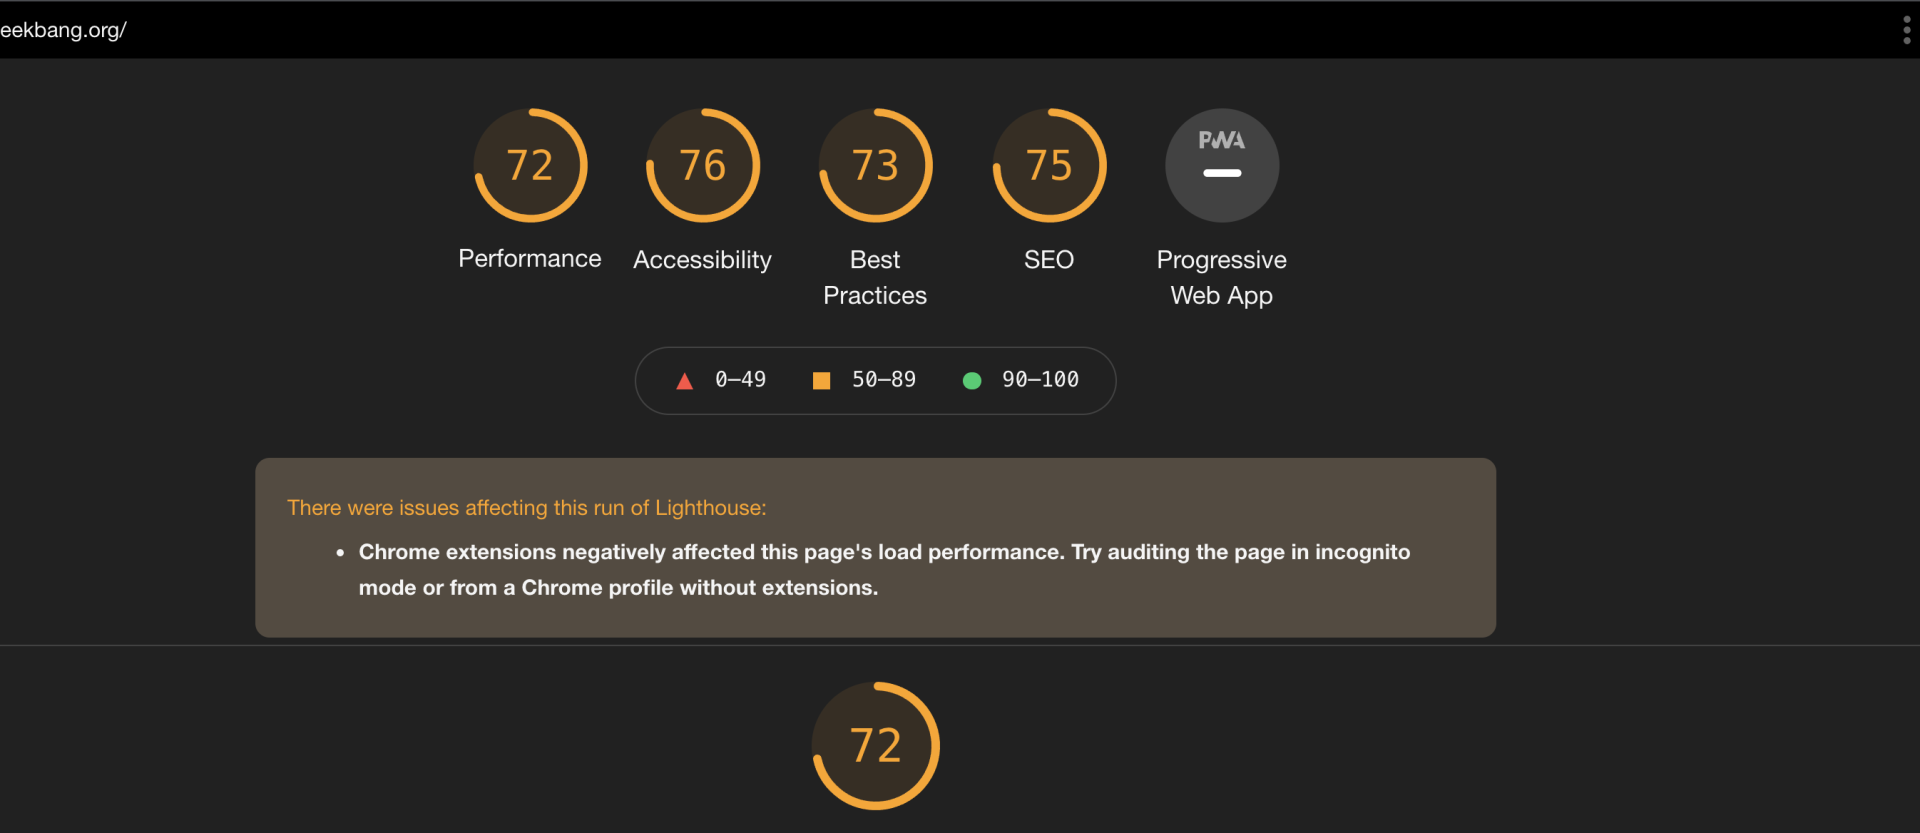 eekbang.org/
72
76
73
75
PWA
Performance
Accessibility
Best
Practices
SEO
Progressive
Web App
0–49
50–89
90–100
There were issues affecting this run of Lighthouse:
• Chrome extensions negatively affected this page's load performance. Try auditing the page in incognito
mode or from a Chrome profile without extensions.
72